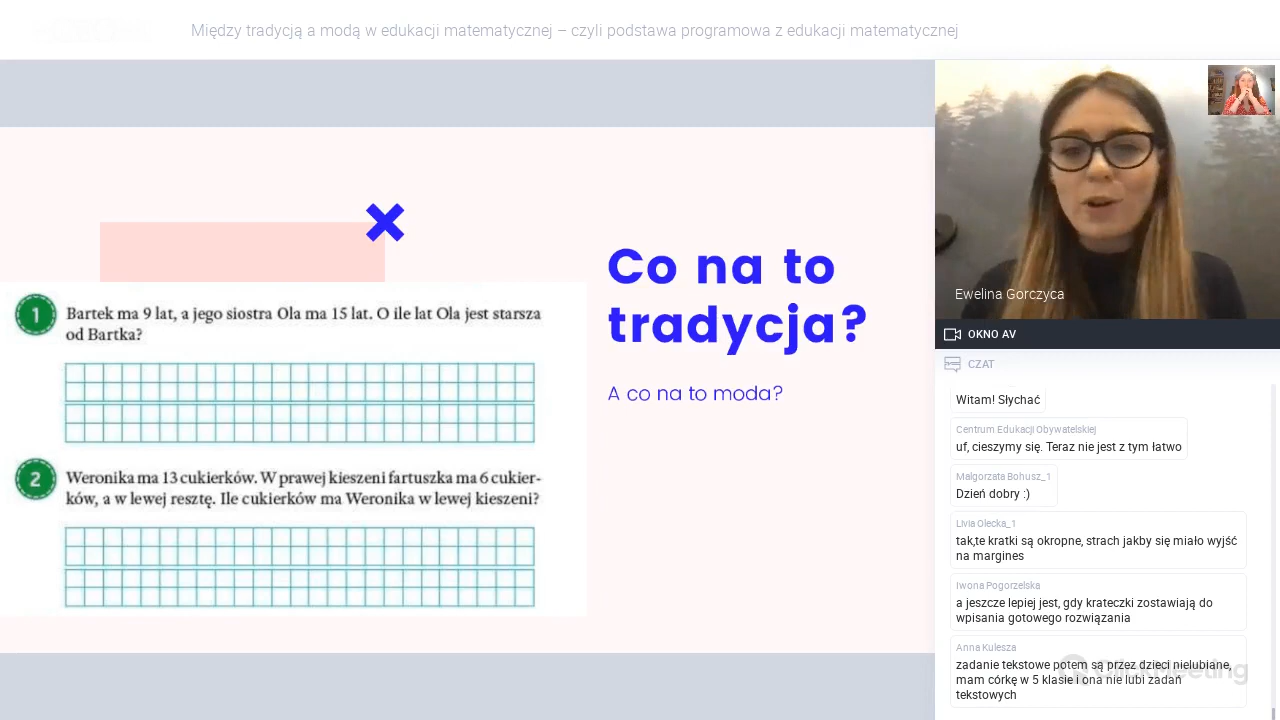 Między tradycją a modą w edukacji matematycznej – czyli podstawa programowa z edukacji matematycznej
Co na to
tradycja?
A co na to moda?
1
Bartek ma 9 lat, a jego siostra Ola ma 15 lat. O ile lat Ola jest starsza
od Bartka?
2
Weronika ma 13 cukierków. W prawej kieszeni fartuszka ma 6 cukier-
ków, a w lewej resztę. Ile cukierków ma Weronika w lewej kieszeni?
Ewelina Gorczyca
OKNO AV
CZAT
Witam! Słychać
Centrum Edukacji Obywatelskiej
uf, cieszymy się. Teraz nie jest z tym łatwo
Malgorzata Bohusz_1
Dzień dobry :)
Livia Olecka_1
tak,te kratki są okropne, strach jakby się miało wyjść
na margines
Iwona Pogorzelska
a jeszcze lepiej jest, gdy krateczki zostawiają do
wpisania gotowego rozwiązania
Anna Kulesza
zadanie tekstowe potem są przez dzieci nielubiane,
mam córkę w 5 klasie i ona nie lubi zadań
tekstowych
ClickMeeting